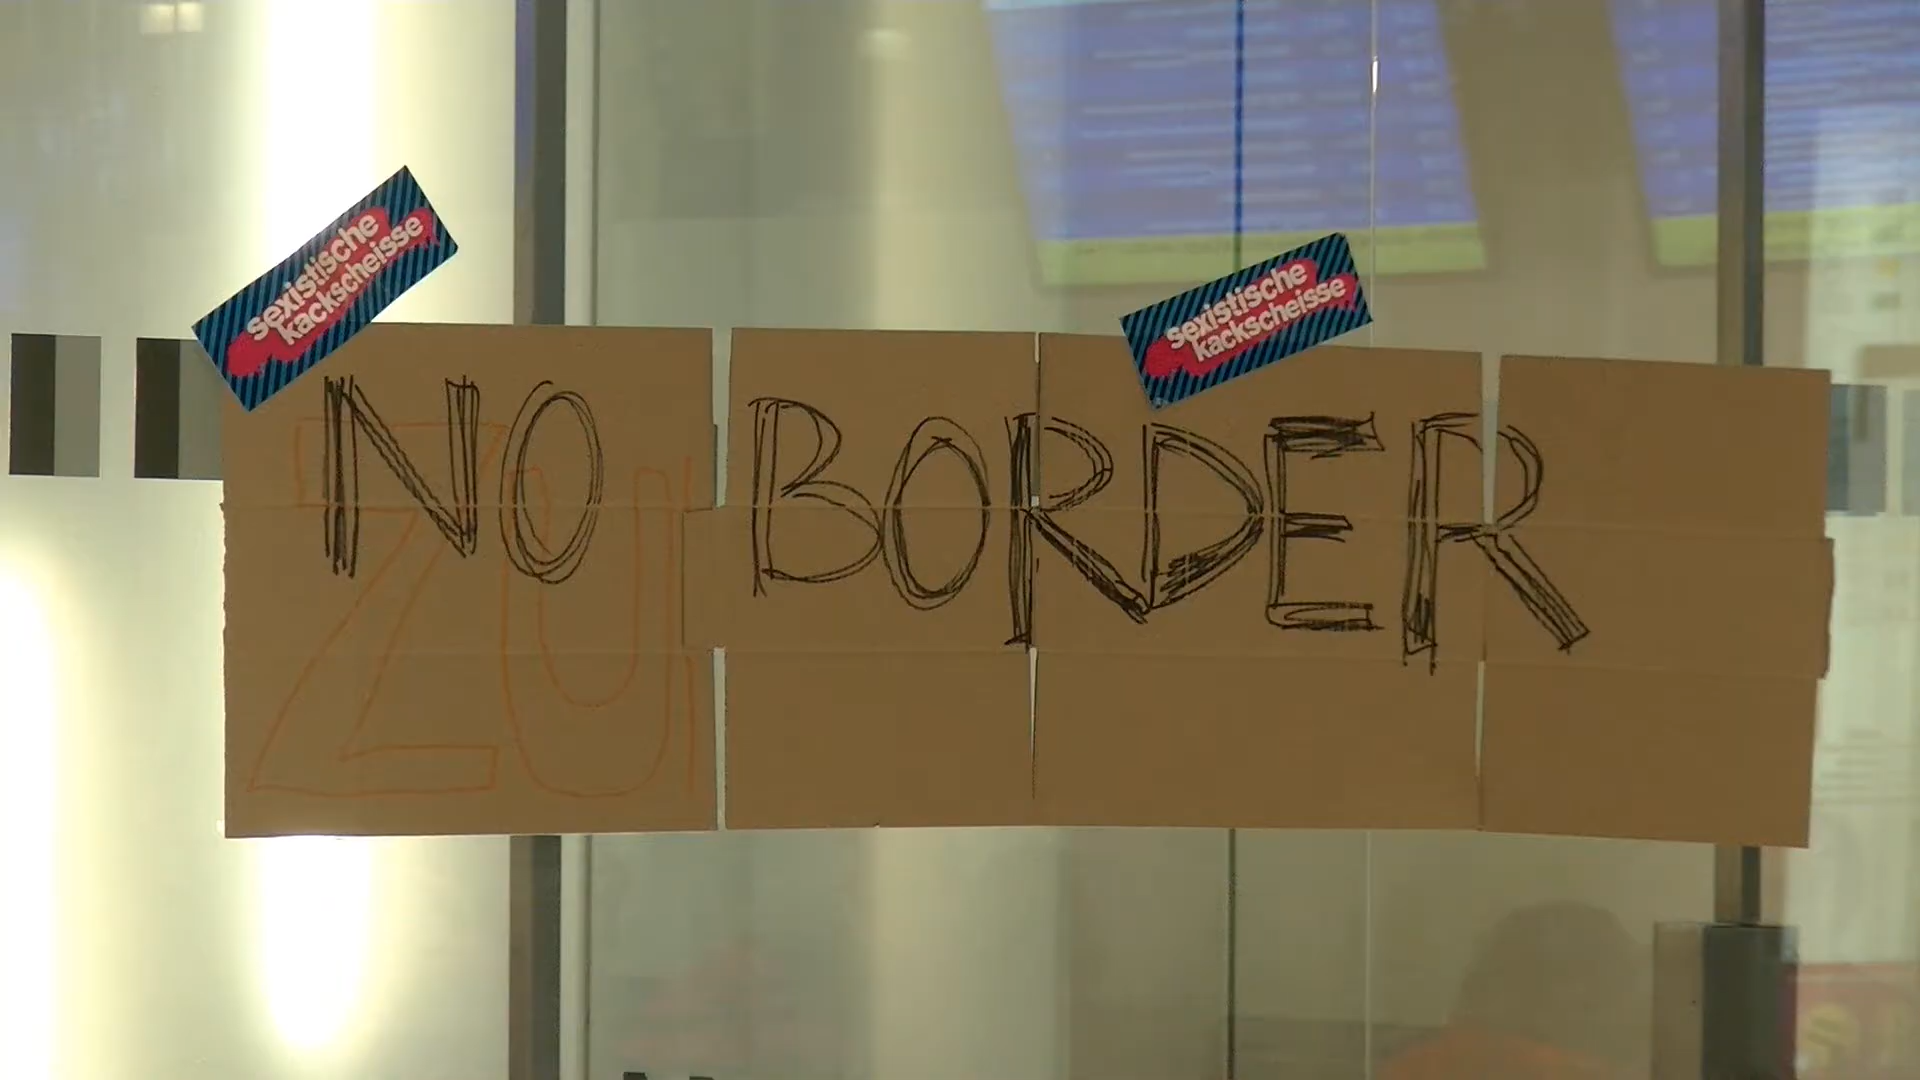 sexistische
kackscheisse
sexistische
kackscheisse
NO BORDER
ZU